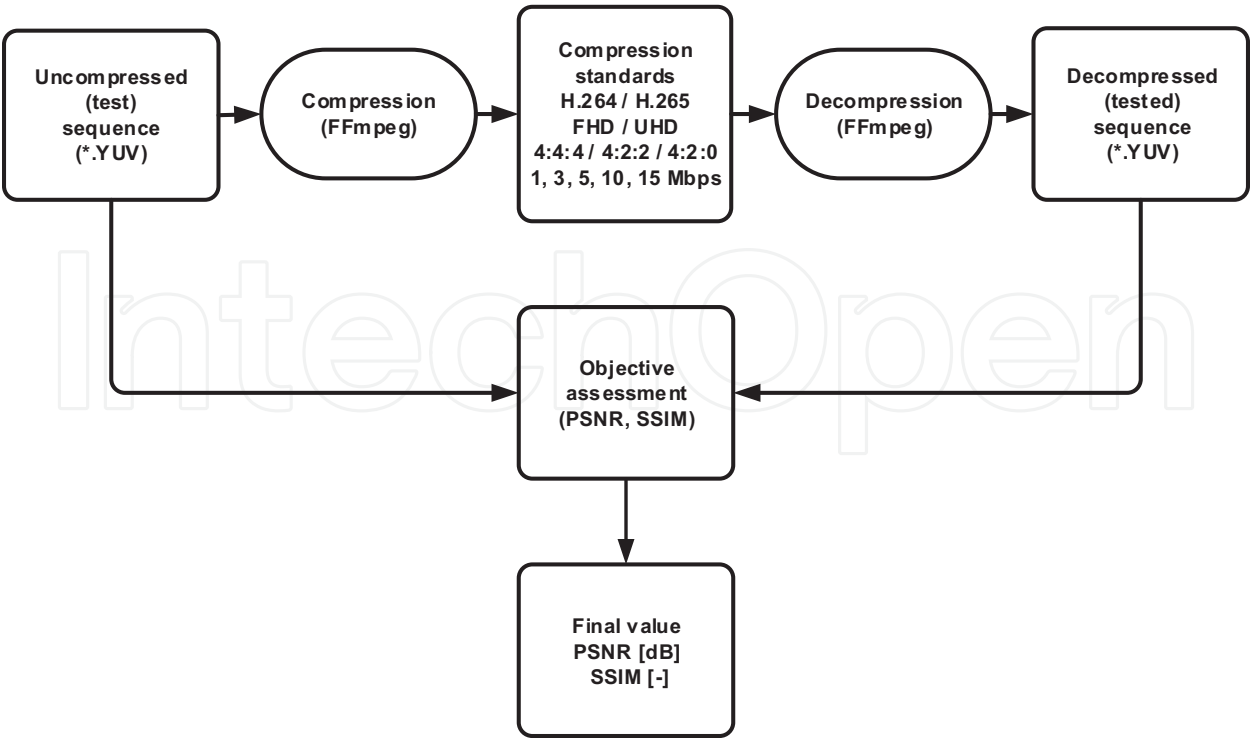 Uncompressed
(test)
sequence
(*.YUV)
Compression
(FFmpeg)
Compression
standards
H.264 / H.265
FHD / UHD
4:4:4 / 4:2:2 / 4:2:0
1, 3, 5, 10, 15 Mbps
Decompression
(FFmpeg)
Decompressed
(tested)
sequence
(*.YUV)
IntechOpen
Objective
assessment
(PSNR, SSIM)
Final value
PSNR [dB]
SSIM [-]